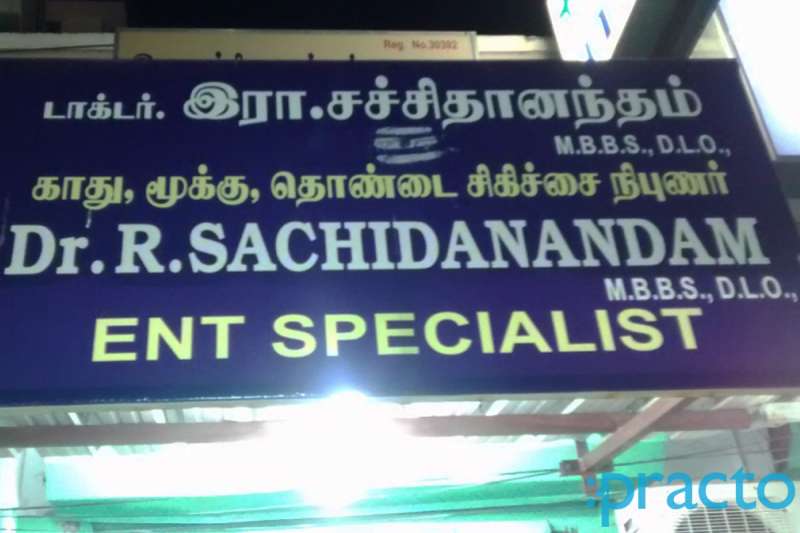 Reg. No.30392
டாக்டர். இரா.சச்சிதானந்தம்
M.B.B.S., D.L.O.,
காது, மூக்கு, தொண்டை சிகிச்சை நிபுணர்
Dr. R. SACHIDANANDAM
M.B.B.S., D.L.O.,
ENT SPECIALIST
:practo